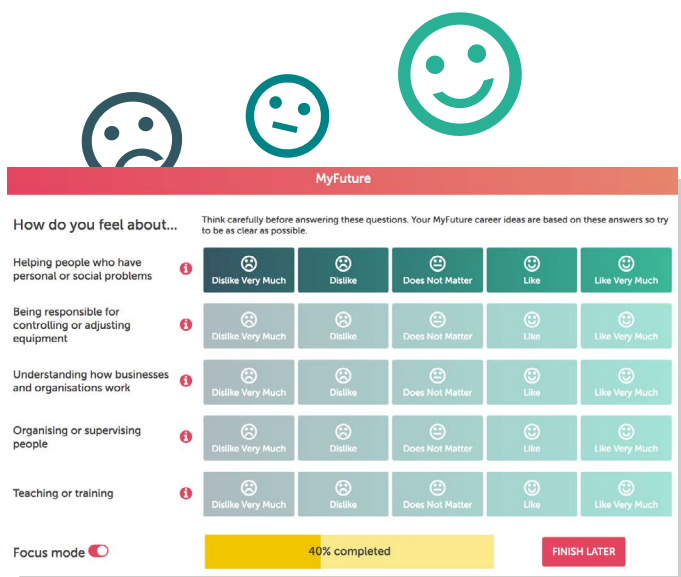 MyFuture
How do you feel about...
Think carefully before answering these questions. Your MyFuture career ideas are based on these answers so try
to be as clear as possible.
Helping people who have
personal or social problems
Dislike Very Much Dislike Does Not Matter Like Like Very Much
Being responsible for
controlling or adjusting
equipment
Dislike Very Much Dislike Does Not Matter Like Like Very Much
Understanding how businesses
and organisations work
Dislike Very Much Dislike Does Not Matter Like Like Very Much
Organising or supervising
people
Dislike Very Much Dislike Does Not Matter Like Like Very Much
Teaching or training
Dislike Very Much Dislike Does Not Matter Like Like Very Much
Focus mode 40% completed FINISH LATER